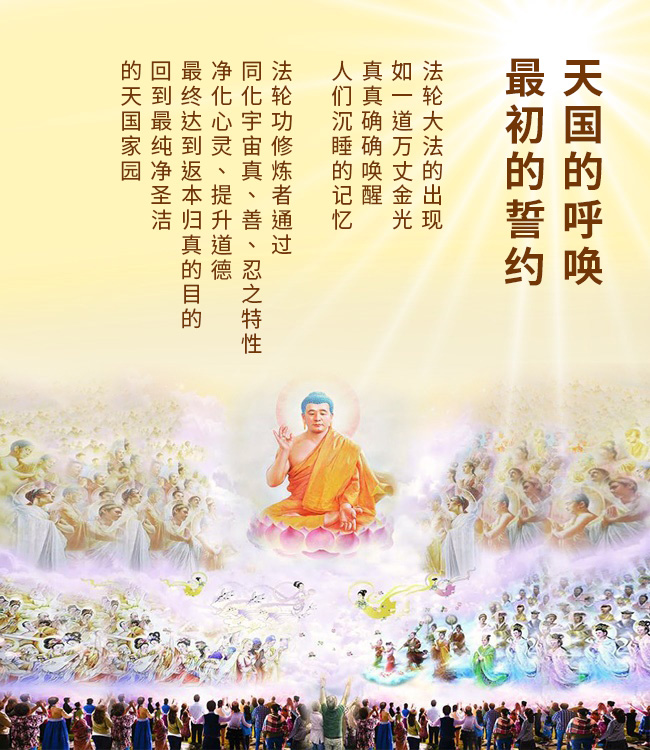 天国的呼唤
最初的誓约
法轮大法的出现
如一道万丈金光
真真确确唤醒
人们沉睡的记忆
法轮功修炼者通过
同化宇宙真、善、忍之特性
净化心灵、提升道德
最终达到返本归真的目的
回到最纯净圣洁
的天国家园